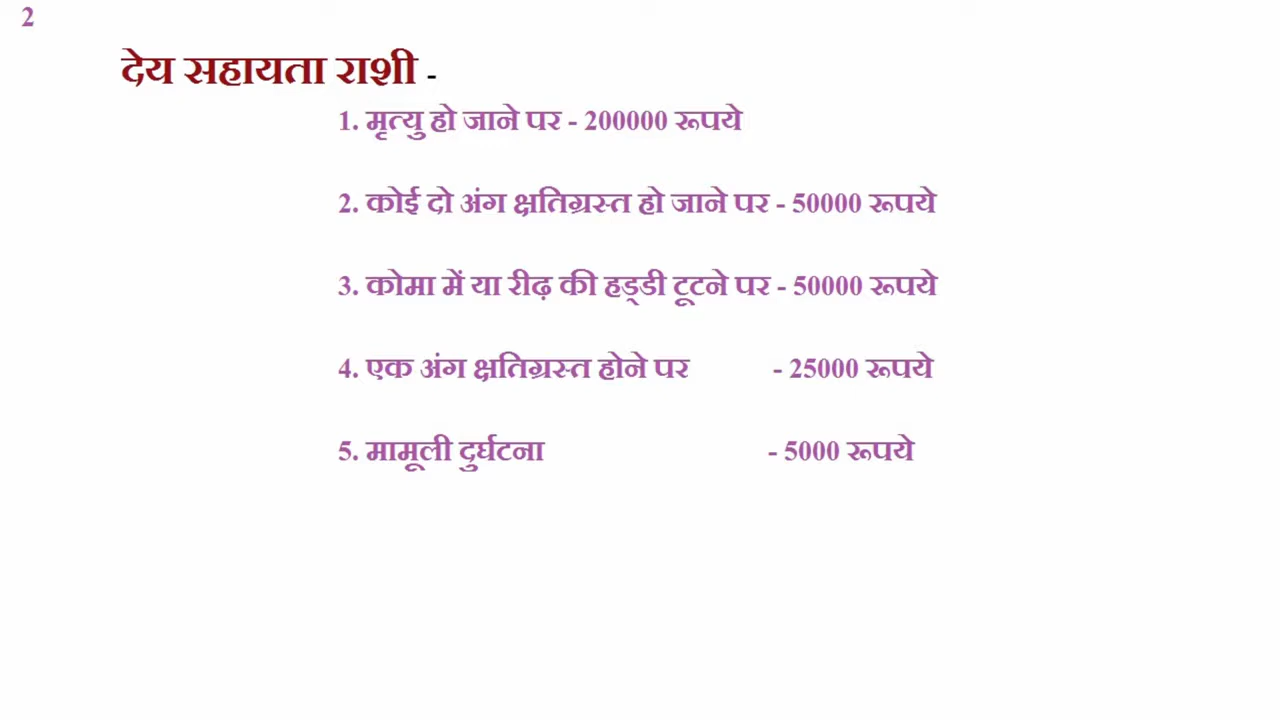 2
देय सहायता राशी -
1. मृत्यु हो जाने पर - 200000 रूपये
2. कोई दो अंग क्षतिग्रस्त हो जाने पर - 50000 रूपये
3. कोमा में या रीढ़ की हड्डी टूटने पर - 50000 रूपये
4. एक अंग क्षतिग्रस्त होने पर - 25000 रूपये
5. मामूली दुर्घटना - 5000 रूपये